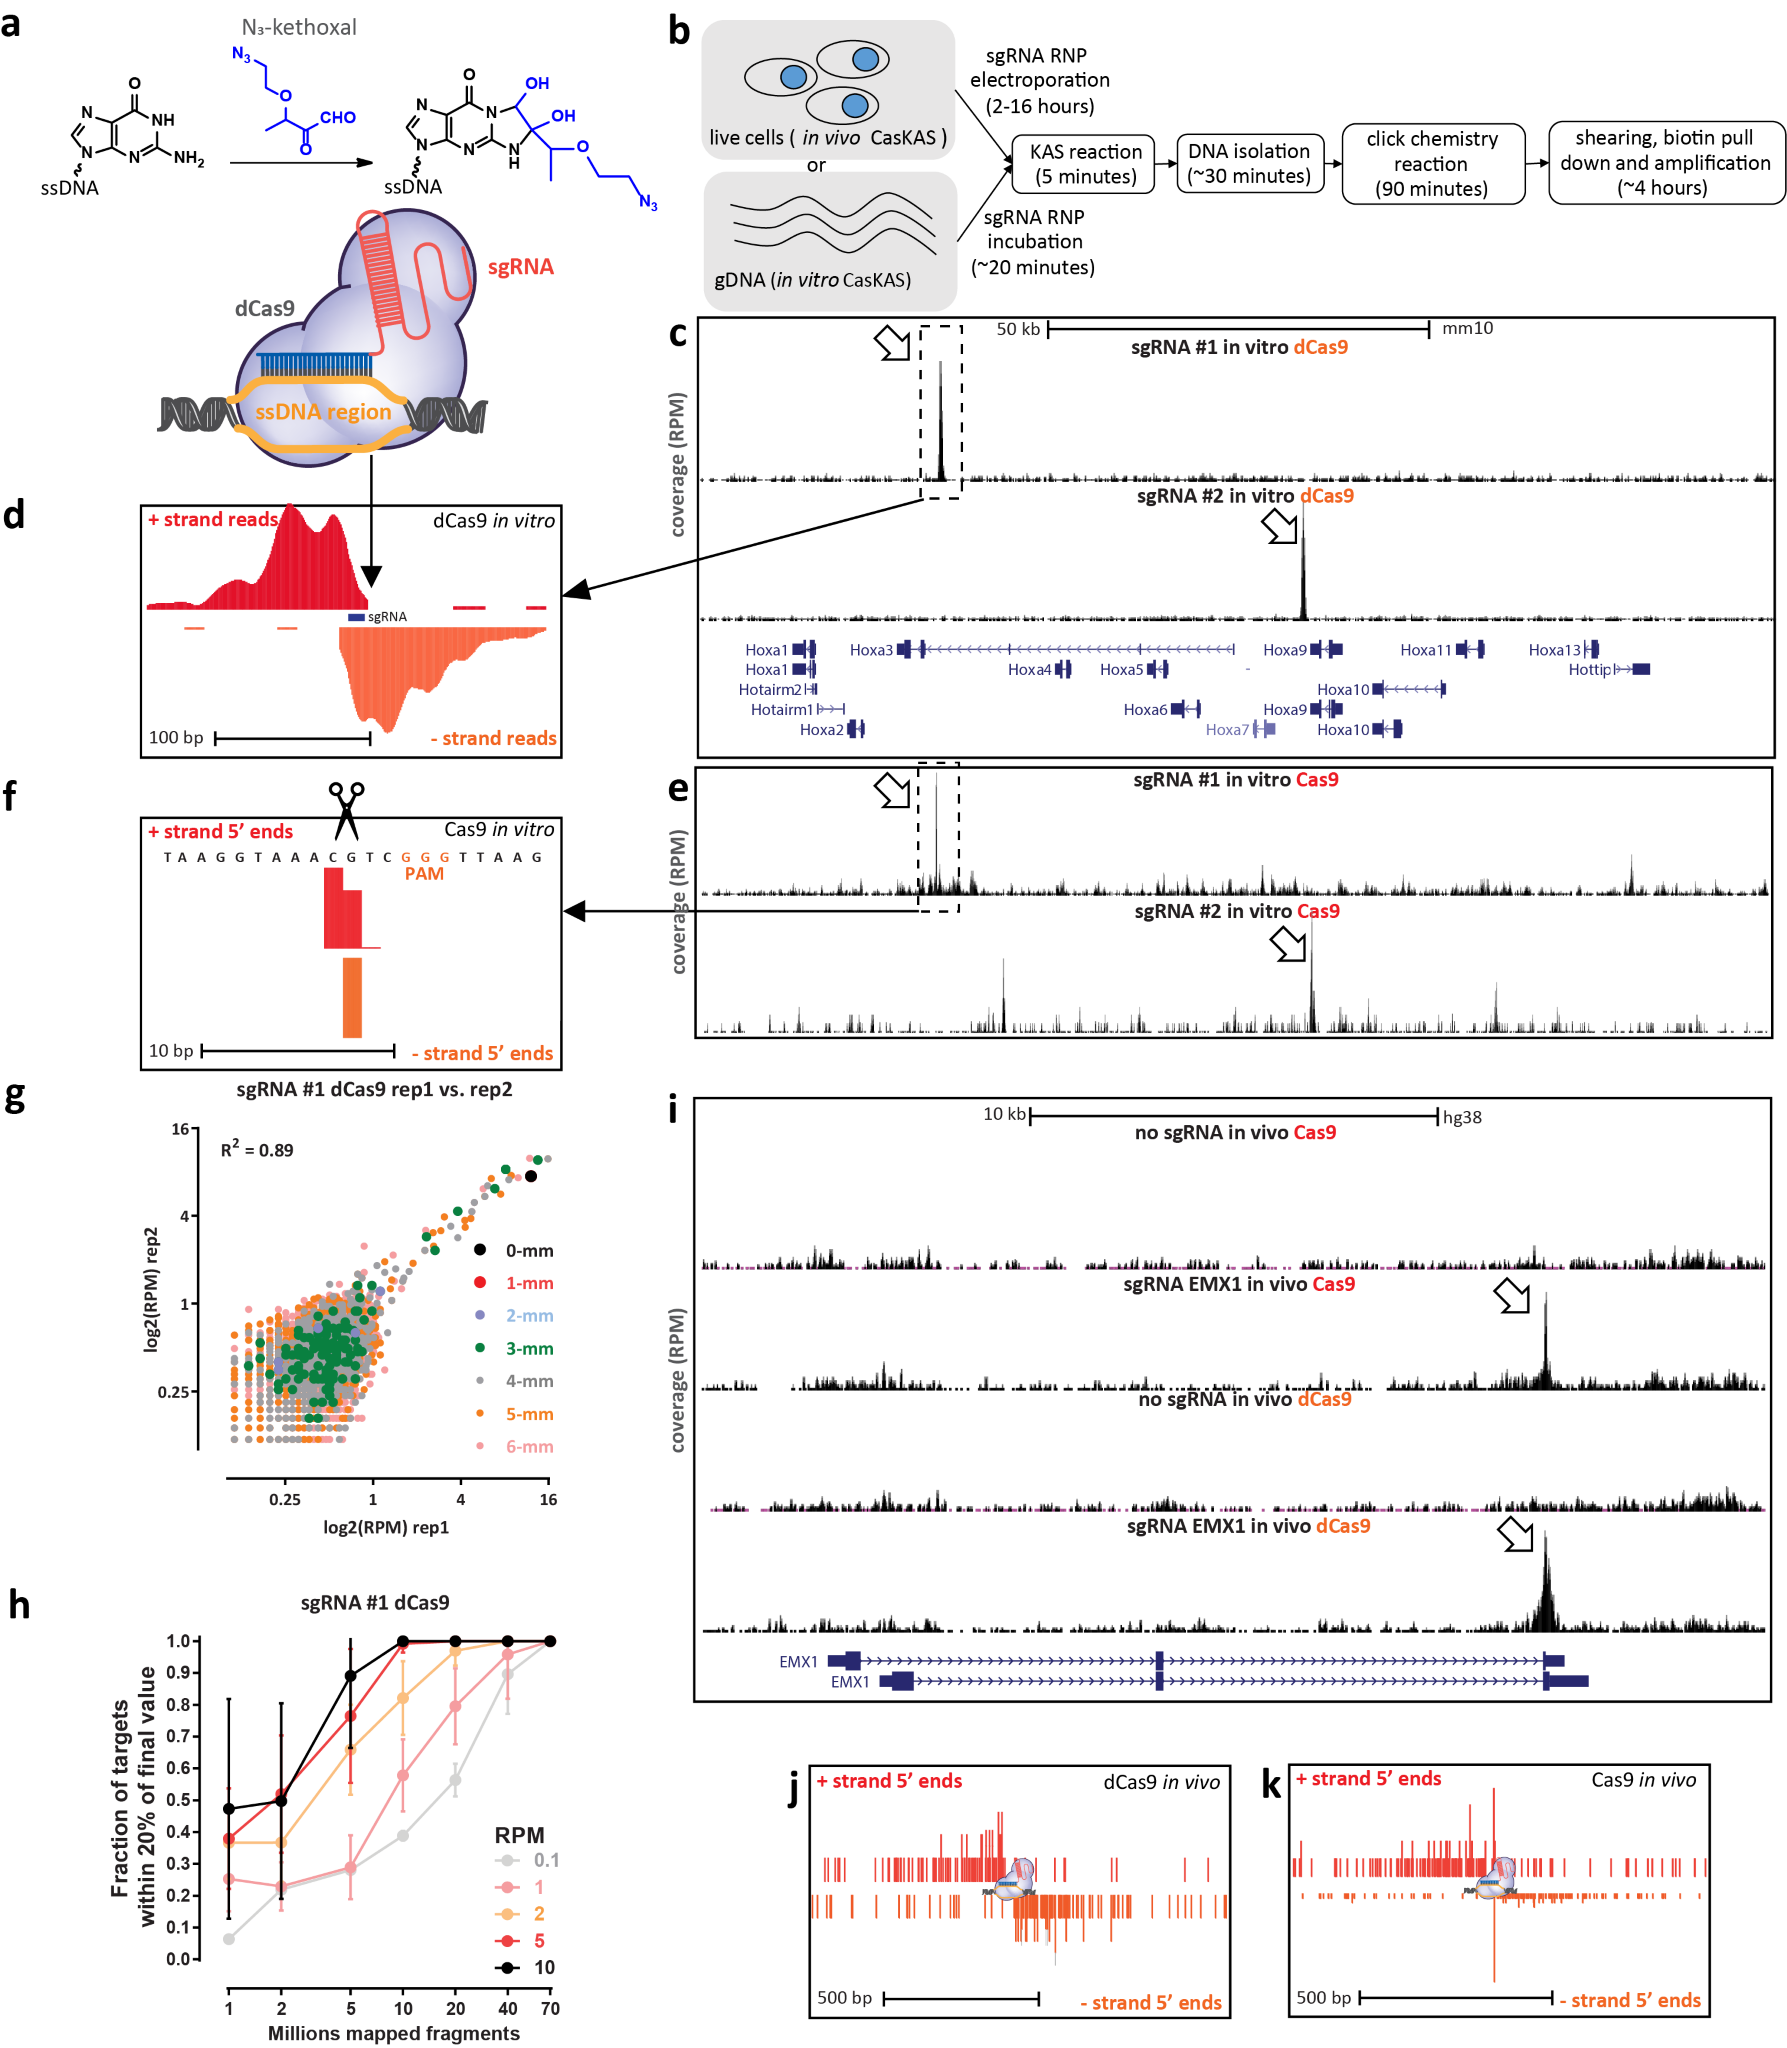 a
N₃-kethoxal
N₃
O
CHO
O
O
N
NH
N
N
NH₂
ssDNA
O
OH
N
N
OH
N
N
N
H
O
N₃
ssDNA
sgRNA
dCas9
ssDNA region
b
live cells ( in vivo CasKAS )
or
gDNA (in vitro CasKAS)
sgRNA RNP
electroporation
(2-16 hours)
sgRNA RNP
incubation
(~20 minutes)
KAS reaction
(5 minutes)
DNA isolation
(~30 minutes)
click chemistry
reaction
(90 minutes)
shearing, biotin pull
down and amplification
(~4 hours)
c
50 kb
mm10
sgRNA #1 in vitro dCas9
coverage (RPM)
sgRNA #2 in vitro dCas9
Hoxa1
Hoxa3
Hoxa9
Hoxa11
Hoxa13
Hoxa1
Hoxa4
Hoxa5
Hottip
Hotairm2
Hoxa10
Hotairm1
Hoxa6
Hoxa9
Hoxa2
Hoxa7
Hoxa10
d
+ strand reads
dCas9 in vitro
sgRNA
100 bp
- strand reads
e
sgRNA #1 in vitro Cas9
coverage (RPM)
sgRNA #2 in vitro Cas9
f
+ strand 5’ ends
Cas9 in vitro
T A A G G T A A A C G T C G G G T T A A G
PAM
10 bp
- strand 5’ ends
g
sgRNA #1 dCas9 rep1 vs. rep2
R² = 0.89
16
4
1
0.25
log2(RPM) rep2
0-mm
1-mm
2-mm
3-mm
4-mm
5-mm
6-mm
0.25 1 4 16
log2(RPM) rep1
h
sgRNA #1 dCas9
Fraction of targets
within 20% of final value
1.0
0.9
0.8
0.7
0.6
0.5
0.4
0.3
0.2
0.1
0.0
RPM
0.1
1
2
5
10
1 2 5 10 20 40 70
Millions mapped fragments
i
10 kb
hg38
no sgRNA in vivo Cas9
sgRNA EMX1 in vivo Cas9
coverage (RPM)
no sgRNA in vivo dCas9
sgRNA EMX1 in vivo dCas9
EMX1
EMX1
j
+ strand 5’ ends
dCas9 in vivo
500 bp
- strand 5’ ends
k
+ strand 5’ ends
Cas9 in vivo
500 bp
- strand 5’ ends